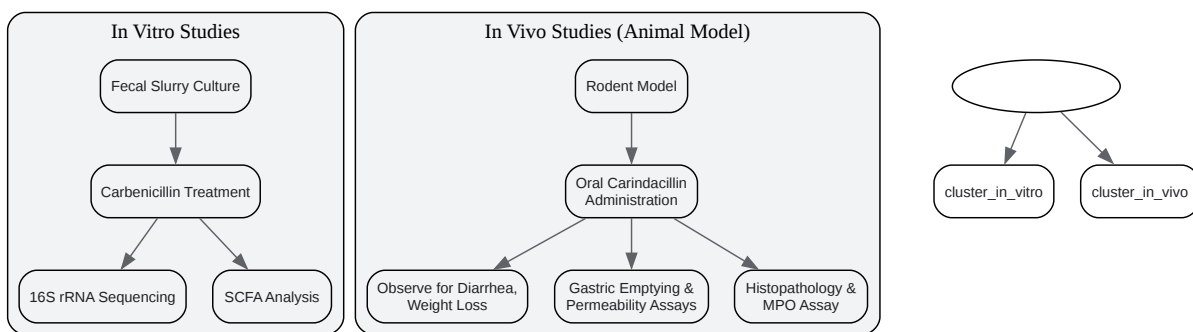 In Vitro Studies
Fecal Slurry Culture
Carbenicillin Treatment
16S rRNA Sequencing
SCFA Analysis
In Vivo Studies (Animal Model)
Rodent Model
Oral Carindacillin
Administration
Observe for Diarrhea,
Weight Loss
Gastric Emptying &
Permeability Assays
Histopathology &
MPO Assay
cluster_in_vitro
cluster_in_vivo